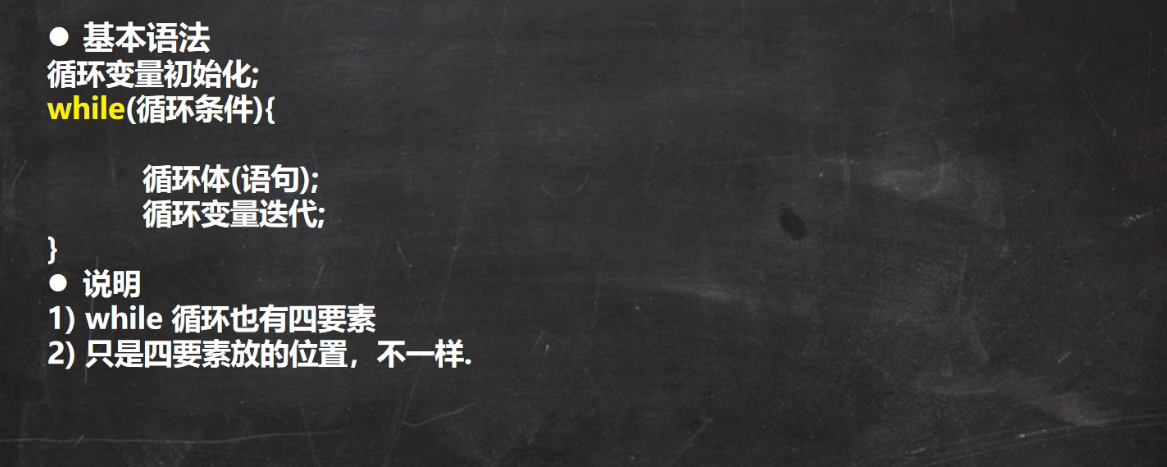 ● 基本语法
循环变量初始化;
while(循环条件){
循环体(语句);
循环变量迭代;
}
● 说明
1) while 循环也有四要素
2) 只是四要素放的位置，不一样.